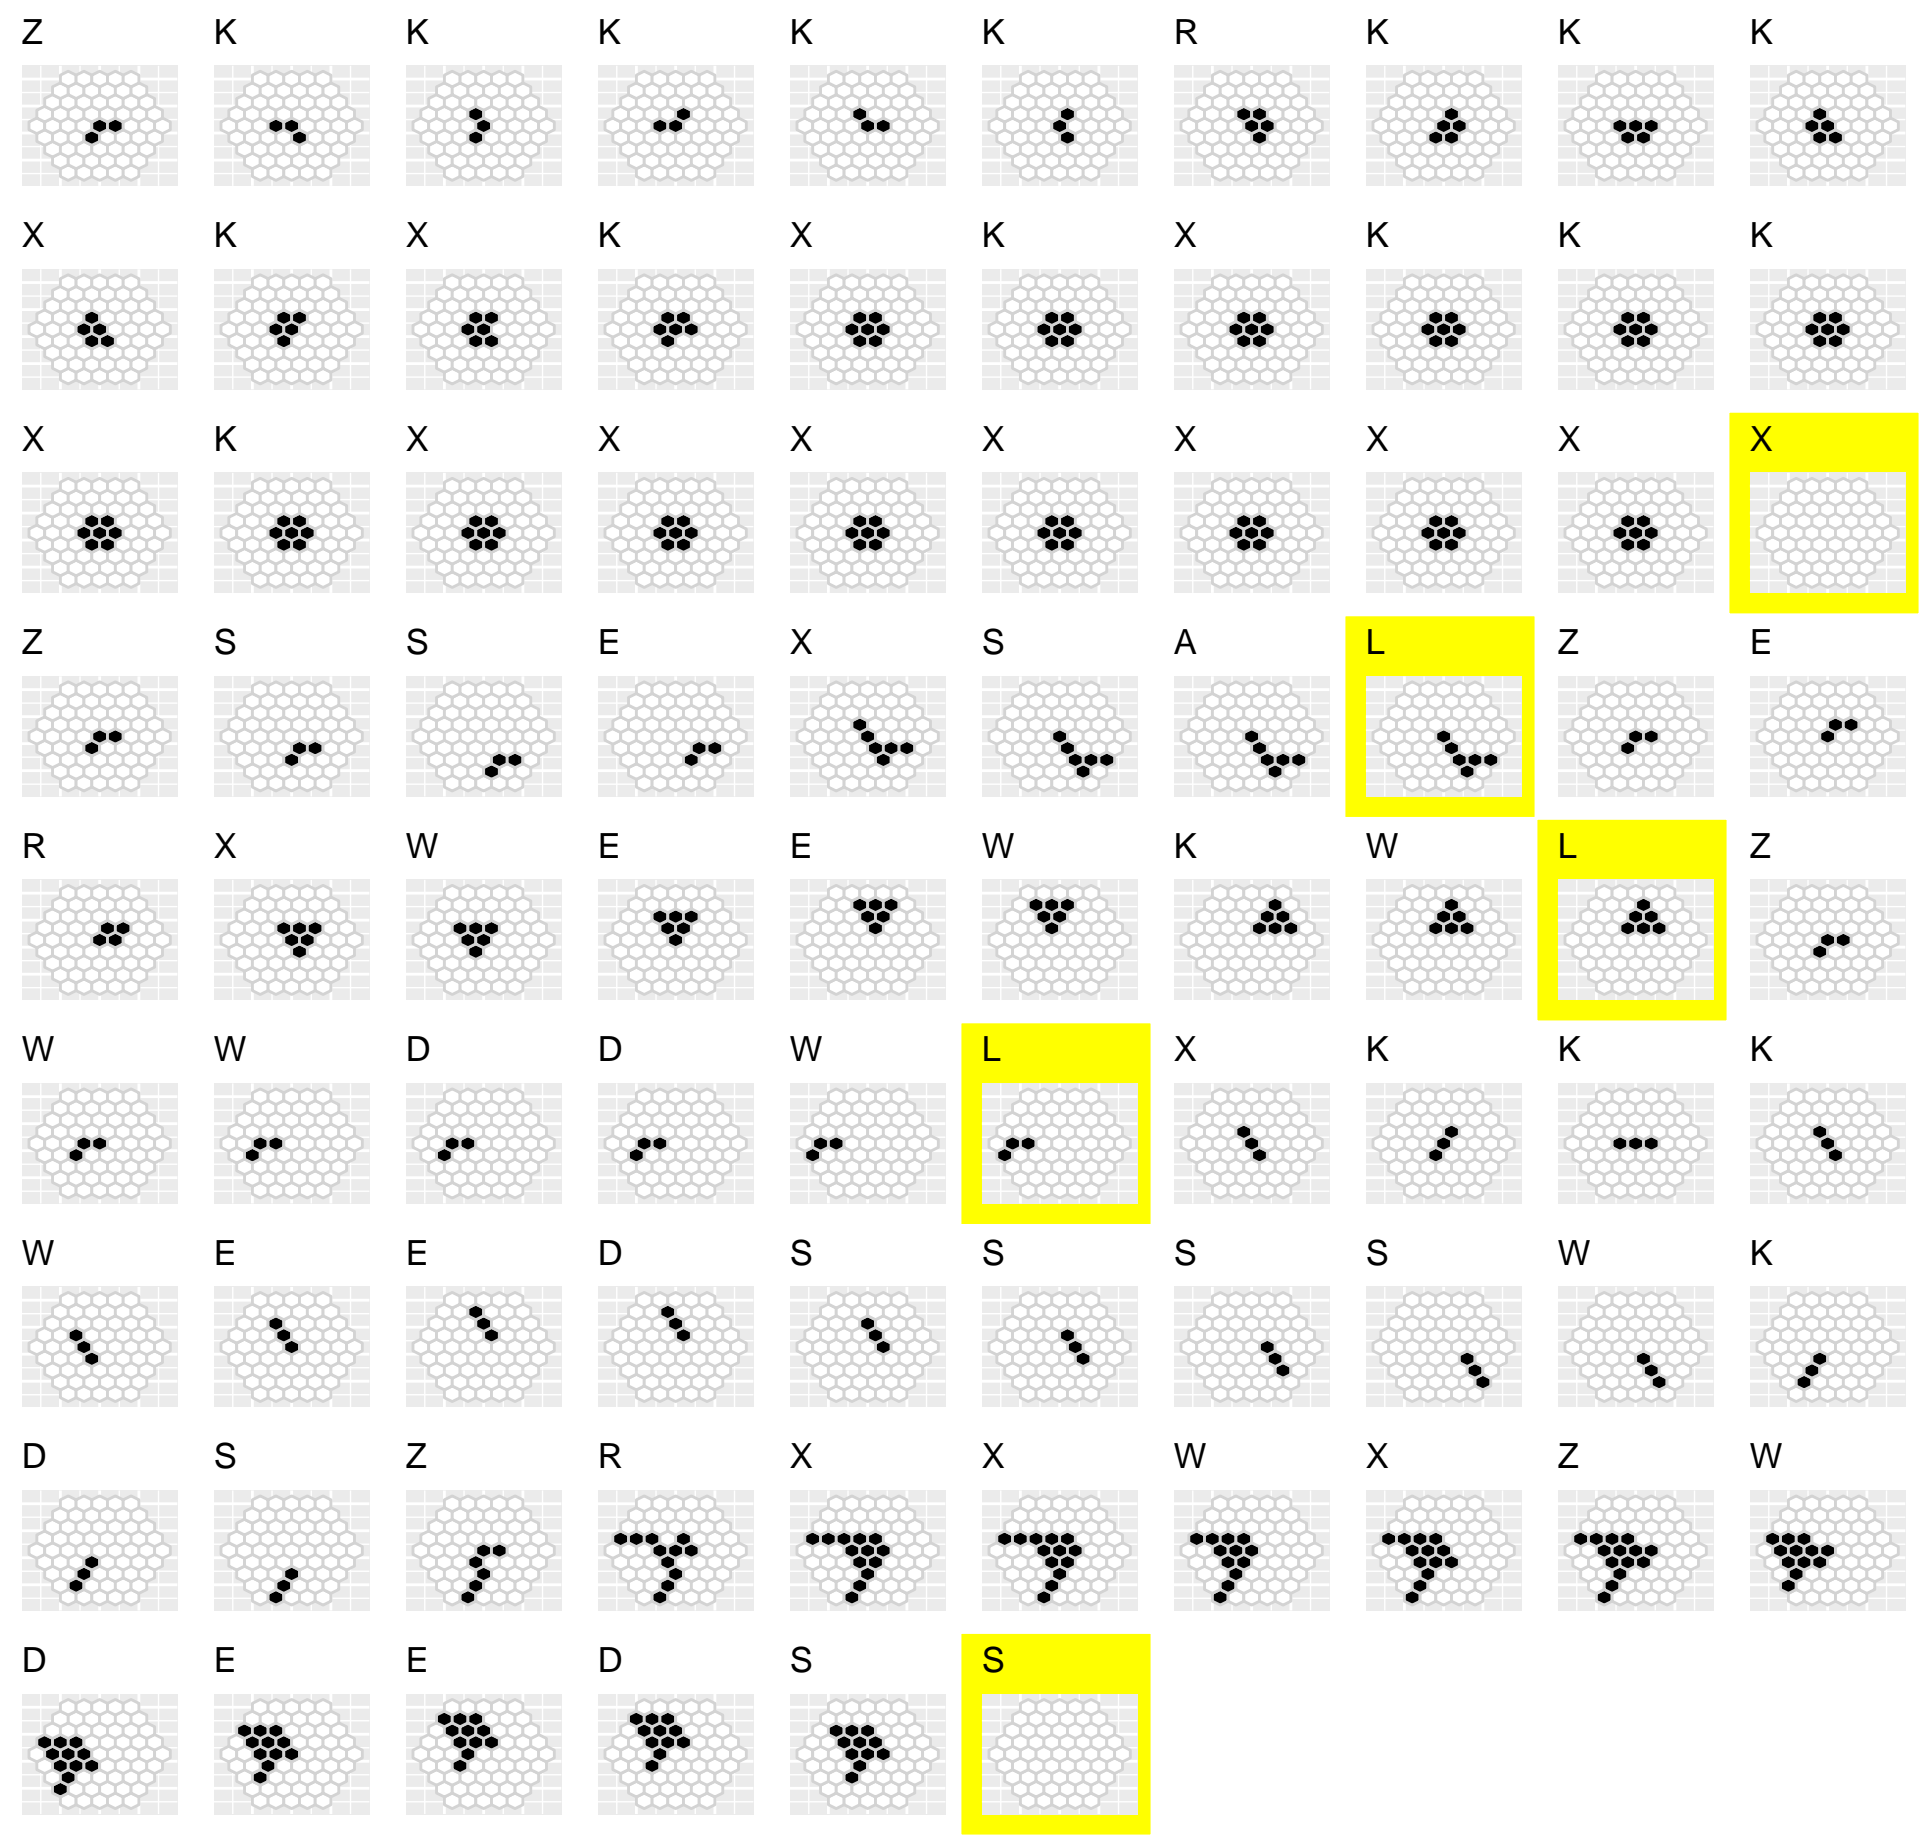 Z K K K K K R K K K
X K X K X K X K K K
X K X X X X X X X X
Z S S E X S A L Z E
R X W E E W K W L Z
W W D D W L X K K K
W E E D S S S S W K
D S Z R X X W X Z W
D E E D S S